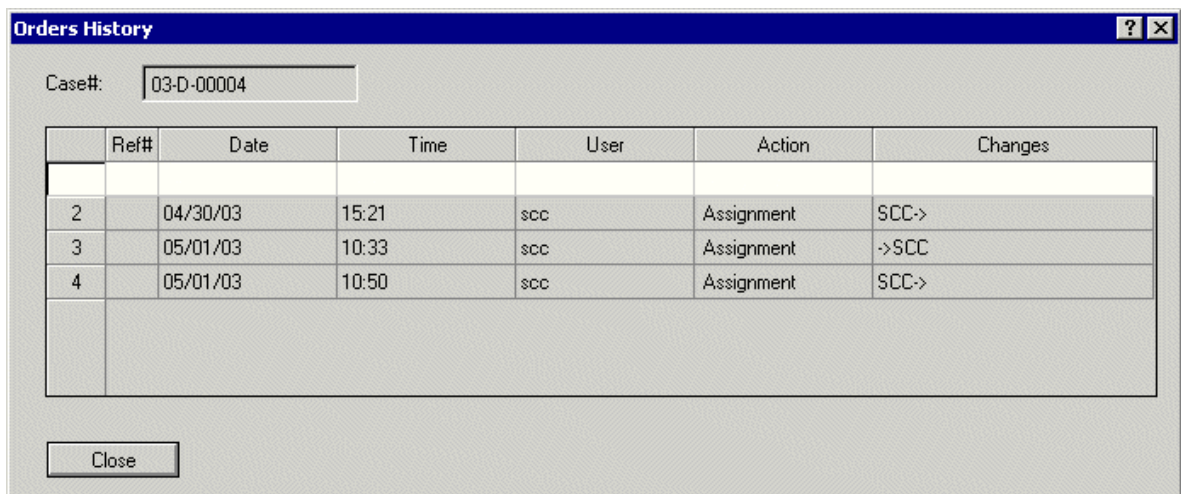 Orders History
Case#: 03-D-00004
Ref# Date Time User Action Changes
2 04/30/03 15:21 scc Assignment SCC->
3 05/01/03 10:33 scc Assignment ->SCC
4 05/01/03 10:50 scc Assignment SCC->
Close